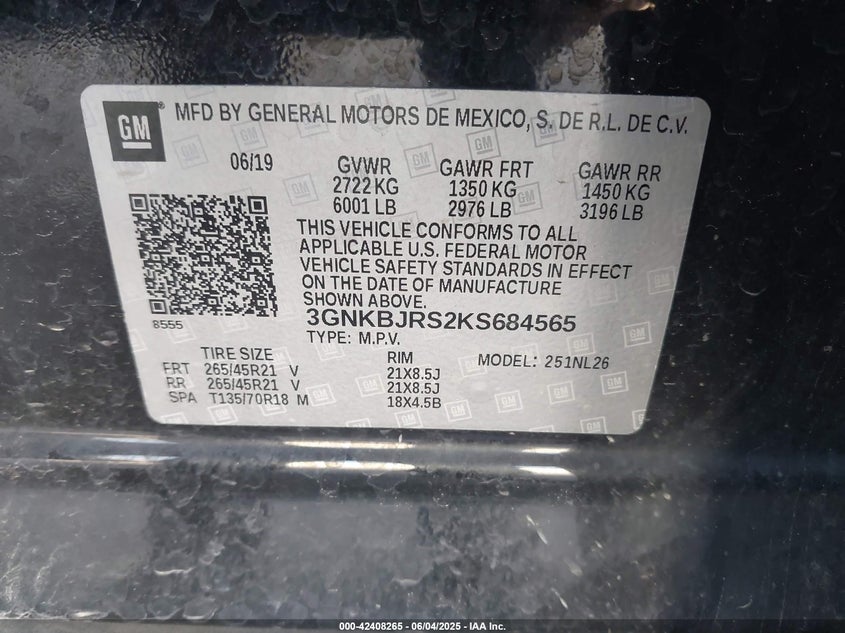 GM MFD BY GENERAL MOTORS DE MEXICO, S. DE R.L. DE C.V.
06/19 GVWR GAWR FRT GAWR RR
2722 KG 1350 KG 1450 KG
6001 LB 2976 LB 3196 LB
THIS VEHICLE CONFORMS TO ALL
APPLICABLE U.S. FEDERAL MOTOR
VEHICLE SAFETY STANDARDS IN EFFECT
ON THE DATE OF MANUFACTURE
SHOWN ABOVE.
8555 3GNKBJRS2KS684565
TYPE: M.P.V.
TIRE SIZE RIM MODEL: 251NL26
FRT 265/45R21 V 21X8.5J
RR 265/45R21 V 21X8.5J
SPA T135/70R18 M 18X4.5B
000-42408265 - 06/04/2025 - IAA Inc.